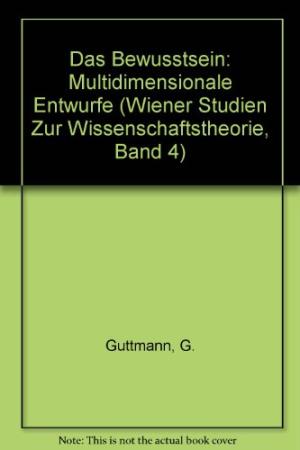 Das Bewusstsein:
Multidimensionale
Entwurfe (Wiener Studien
Zur Wissenschaftstheorie,
Band 4)
Guttmann, G.
Note: This is not the actual book cover